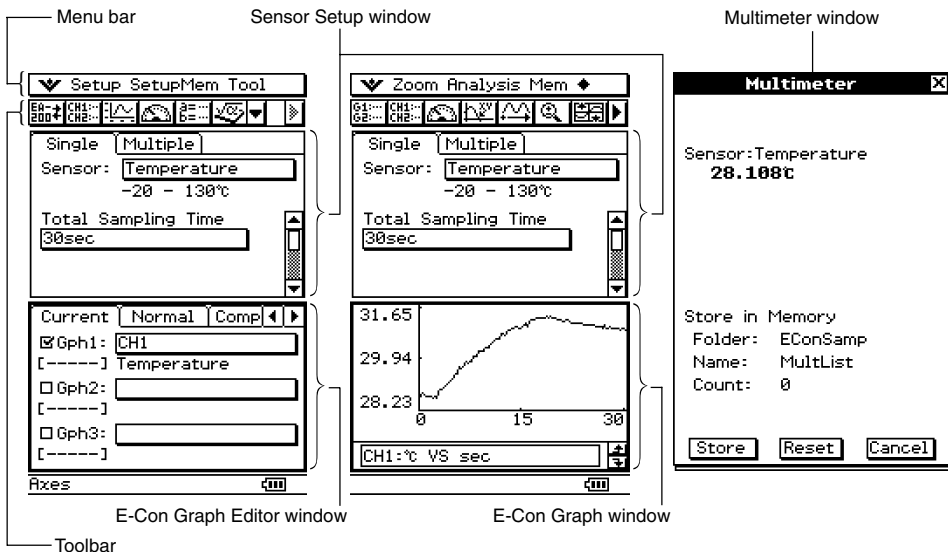 Menu bar
Sensor Setup window
Multimeter window
Setup SetupMem Tool
Single Multiple
Sensor: Temperature
-20 - 130℃
Total Sampling Time
30sec
Current Normal Comp
Gph1: CH1
[-----] Temperature
Gph2:
[-----]
Gph3:
[-----]
Axes
Zoom Analysis Mem
Single Multiple
Sensor: Temperature
-20 - 130℃
Total Sampling Time
30sec
31.65
29.94
28.23
0 15 30
CH1:℃ VS sec
Multimeter X
Sensor:Temperature
28.108℃
Store in Memory
Folder: EConSamp
Name: MultList
Count: 0
Store Reset Cancel
E-Con Graph Editor window
E-Con Graph window
Toolbar